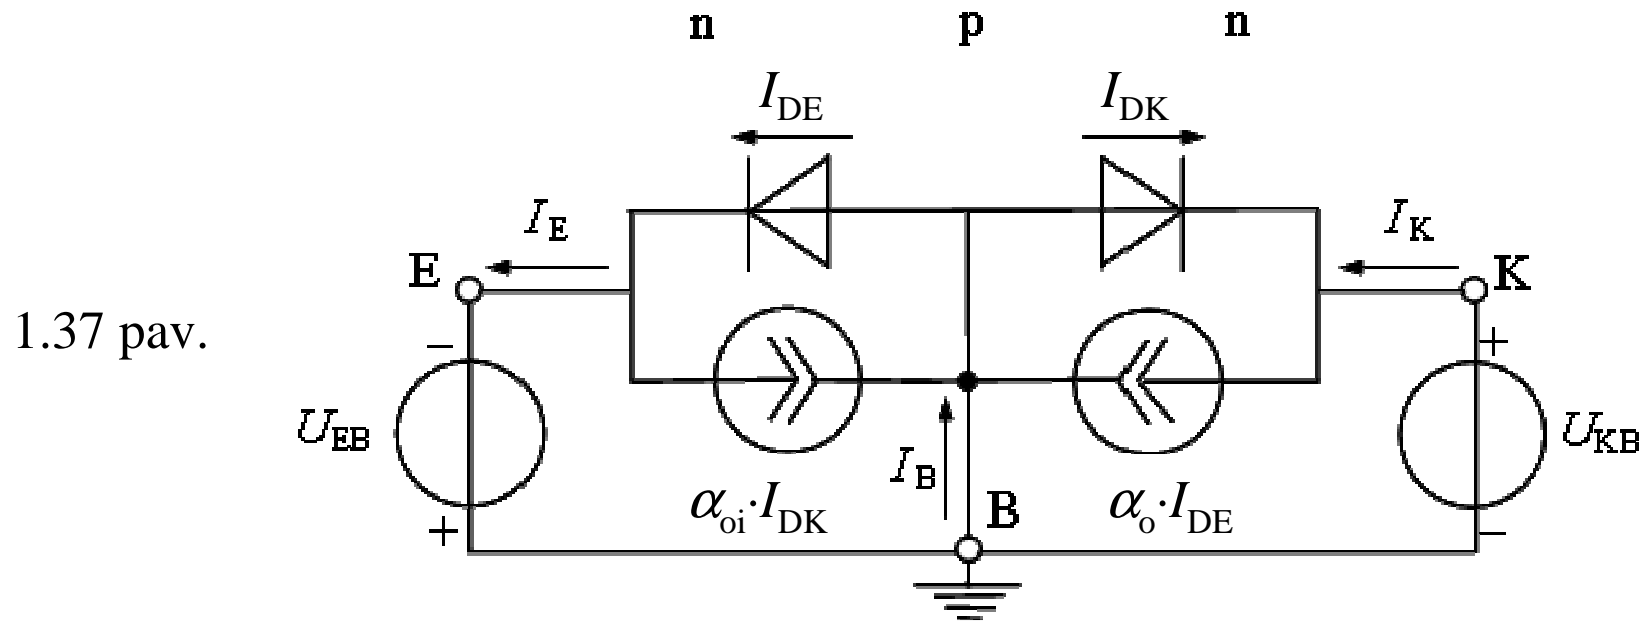 n p n
I_DE I_DK
I_E I_K
E K
1.37 pav.
− +
U_EB U_KB
I_B
α_oi·I_DK B α_o·I_DE
+ −